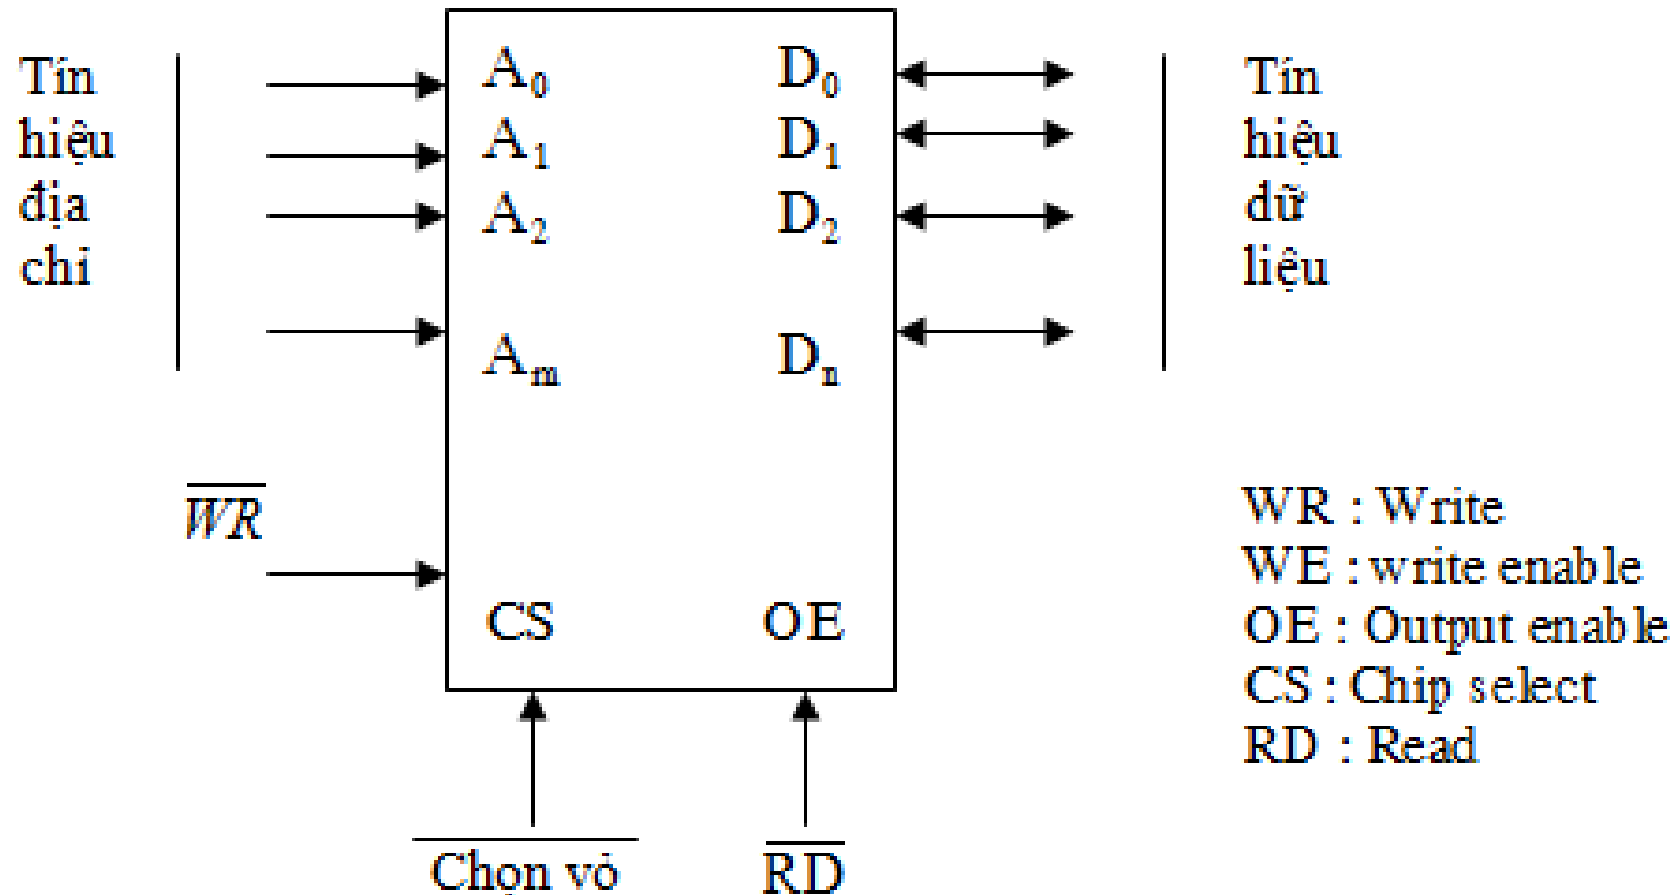 Tín
hiệu
địa
chỉ
A0
A1
A2
Am
WR
CS
D0
D1
D2
Dn
OE
Tín
hiệu
dữ
liệu
WR : Write
WE : write enable
OE : Output enable
CS : Chip select
RD : Read
Chọn vỏ
RD